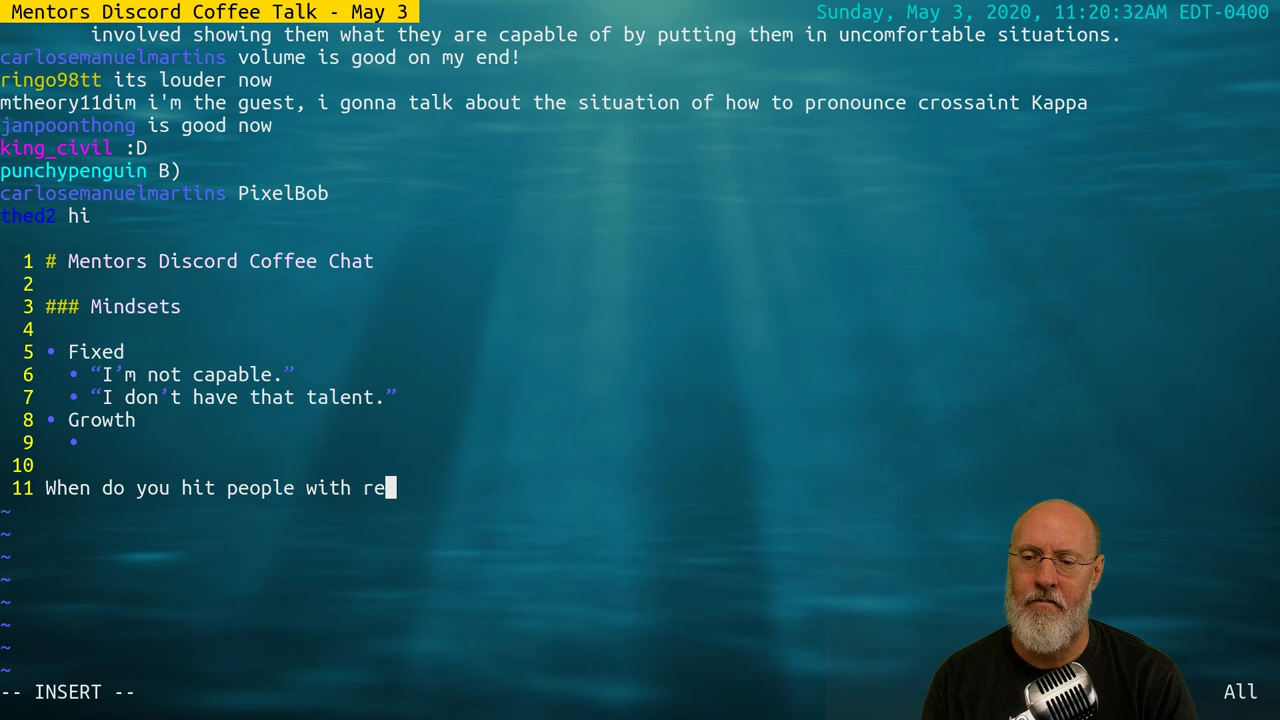 Mentors Discord Coffee Talk - May 3
Sunday, May 3, 2020, 11:20:32AM EDT-0400
involved showing them what they are capable of by putting them in uncomfortable situations.
carlosemanuelmartins volume is good on my end!
ringo98tt its louder now
mtheory11dim i'm the guest, i gonna talk about the situation of how to pronounce crossaint Kappa
janpoonthong is good now
king_civil :D
punchypenguin B)
carlosemanuelmartins PixelBob
thed2 hi
1 # Mentors Discord Coffee Chat
2
3 ### Mindsets
4
5 • Fixed
6 • “I’m not capable.”
7 • “I don’t have that talent.”
8 • Growth
9 •
10
11 When do you hit people with re
~
~
~
~
~
~
~
~
-- INSERT --
All